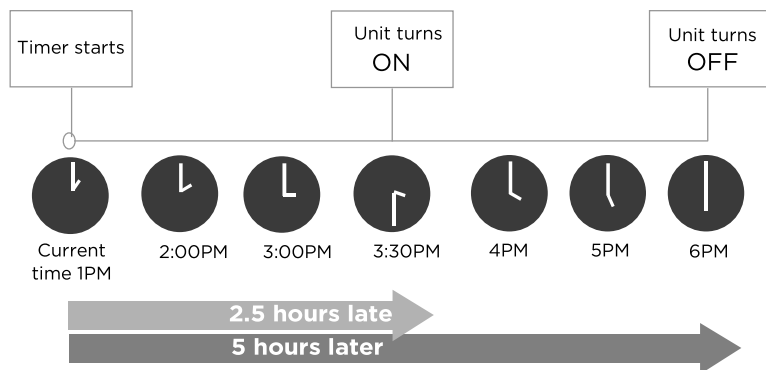 Timer starts
Unit turns
ON
Unit turns
OFF
Current
time 1PM
2:00PM
3:00PM
3:30PM
4PM
5PM
6PM
2.5 hours late
5 hours later